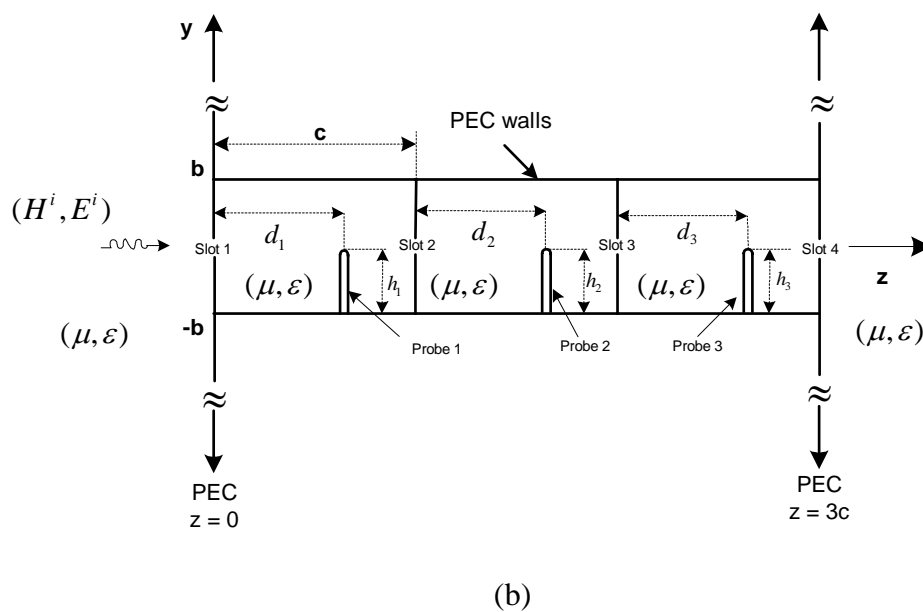 y
c
PEC walls
b
(H^i, E^i)
d_1
d_2
d_3
Slot 1
Slot 2
Slot 3
Slot 4
z
(μ, ε)
h_1
(μ, ε)
h_2
(μ, ε)
h_3
-b
(μ, ε)
(μ, ε)
Probe 1
Probe 2
Probe 3
PEC
z = 0
PEC
z = 3c
(b)